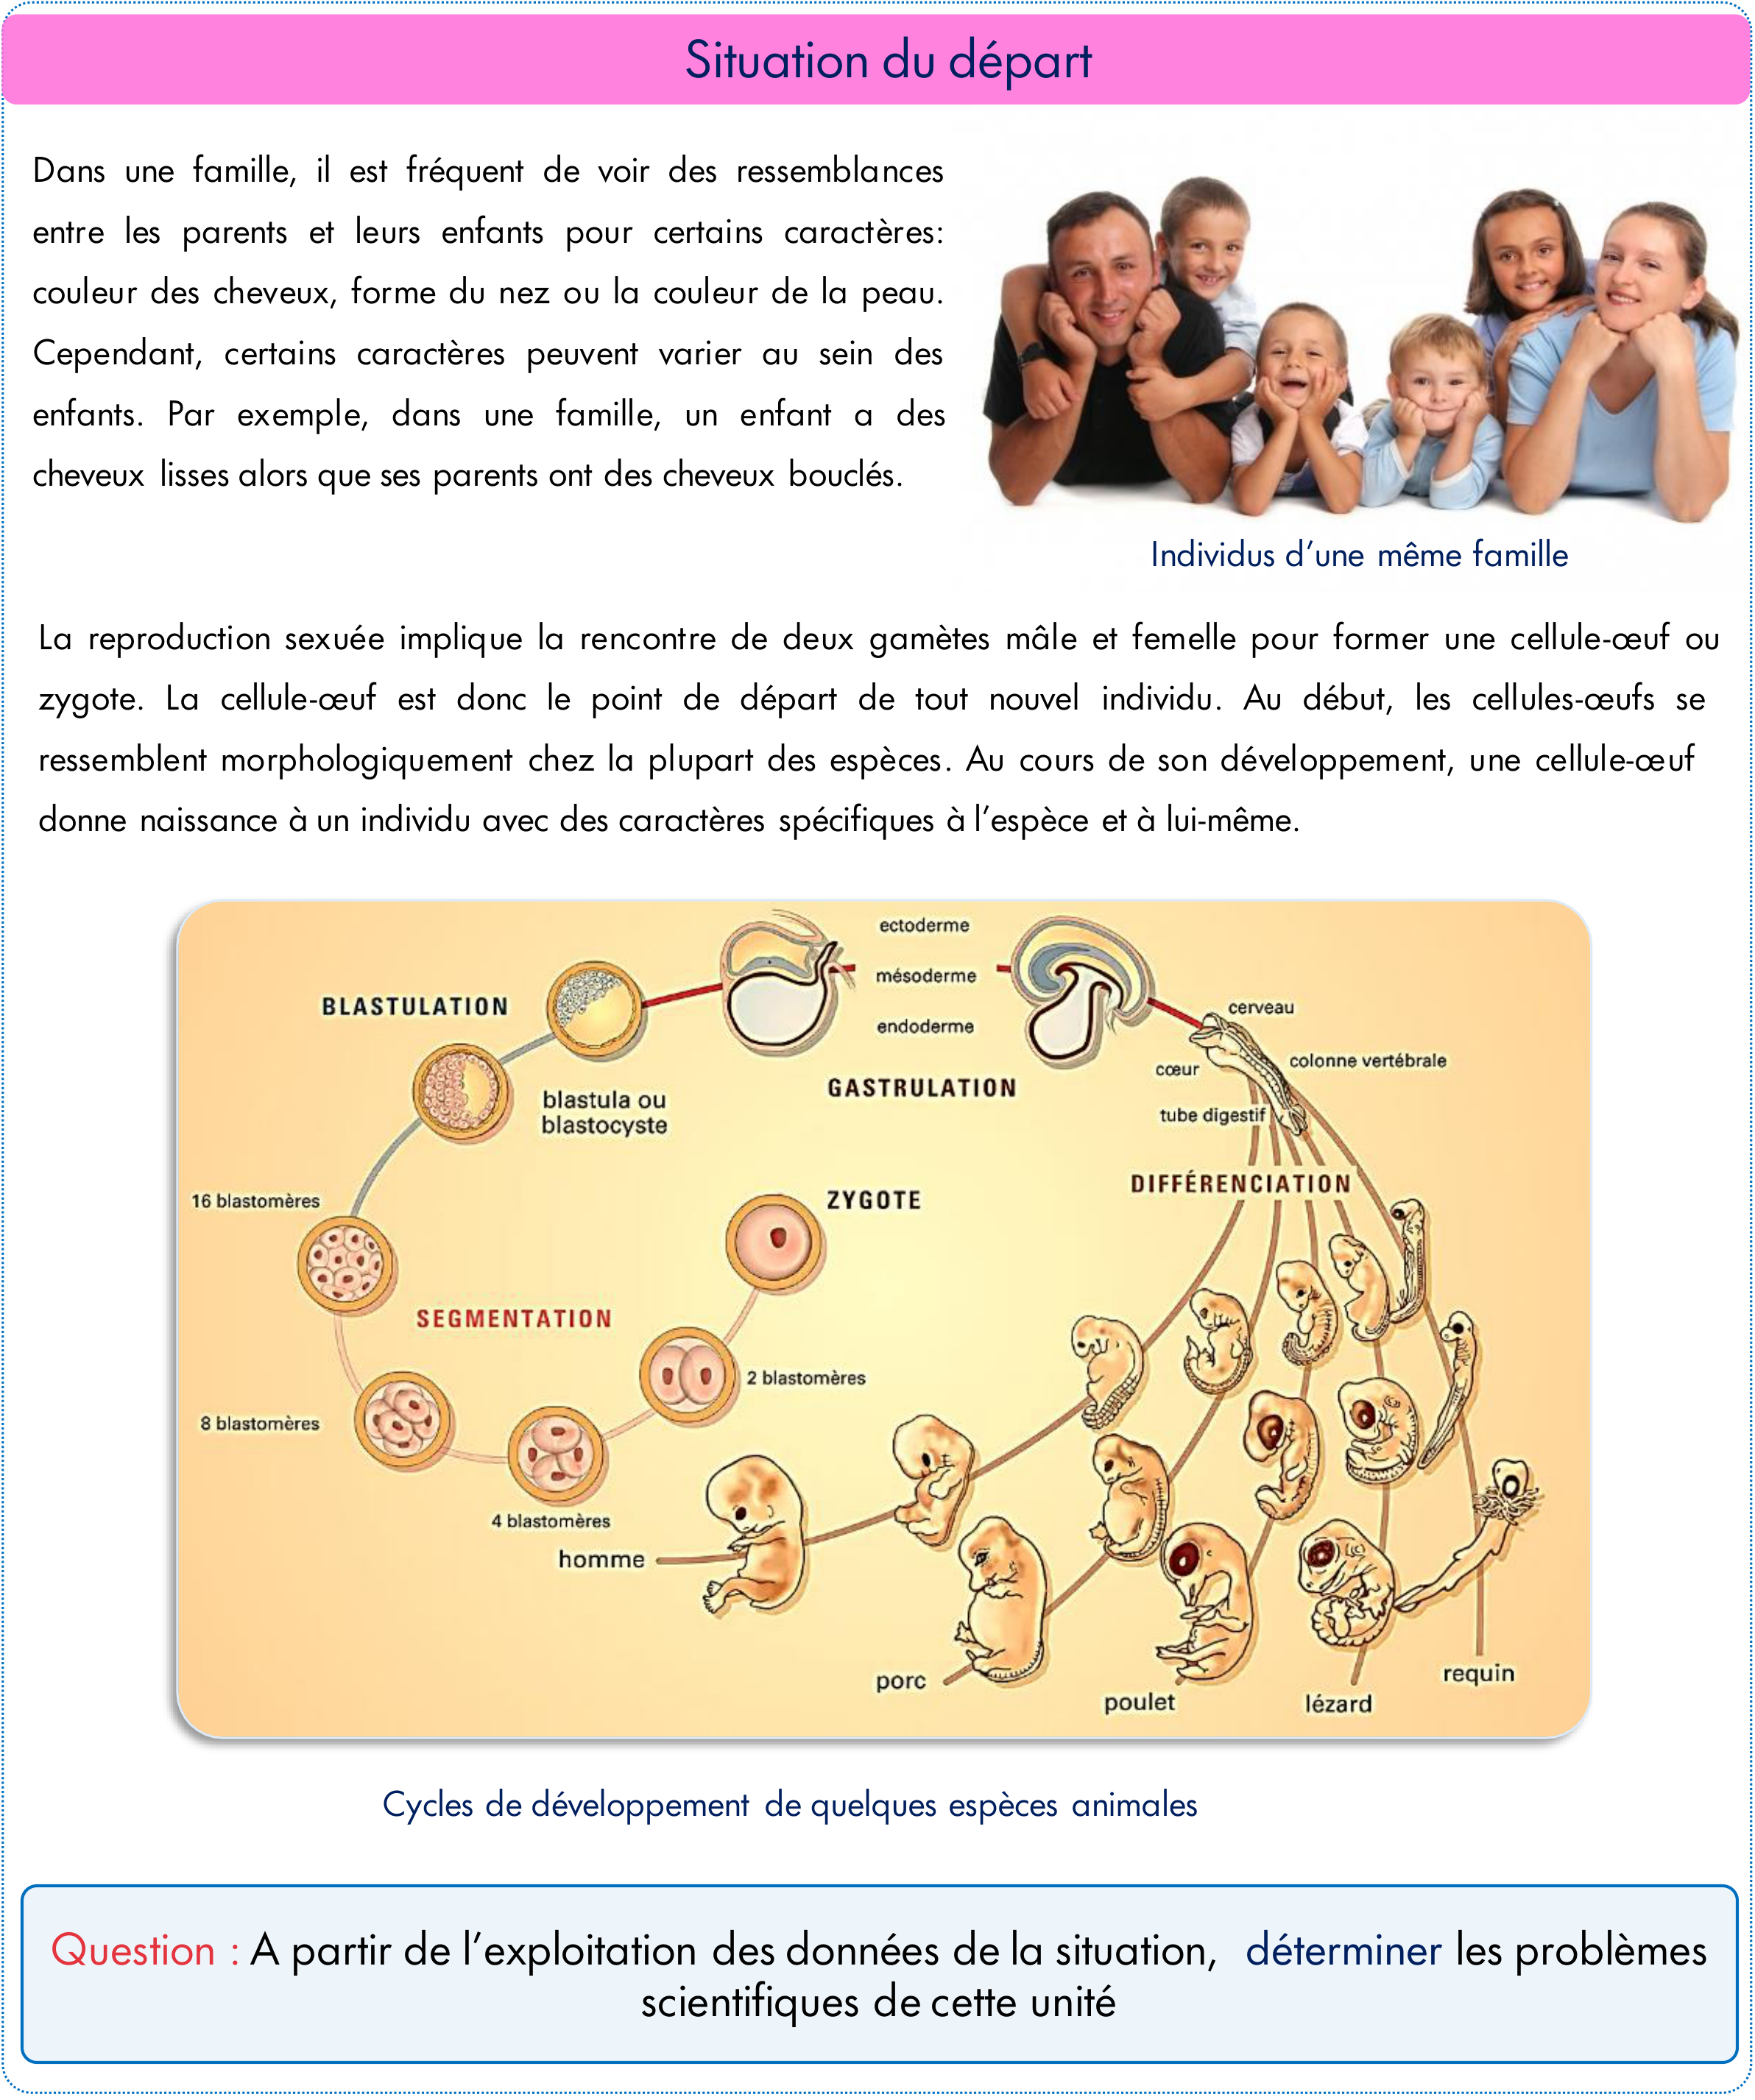 Situation du départ
Dans une famille, il est fréquent de voir des ressemblances
entre les parents et leurs enfants pour certains caractères:
couleur des cheveux, forme du nez ou la couleur de la peau.
Cependant, certains caractères peuvent varier au sein des
enfants. Par exemple, dans une famille, un enfant a des
cheveux lisses alors que ses parents ont des cheveux bouclés.
Individus d’une même famille
La reproduction sexuée implique la rencontre de deux gamètes mâle et femelle pour former une cellule-œuf ou
zygote. La cellule-œuf est donc le point de départ de tout nouvel individu. Au début, les cellules-œufs se
ressemblent morphologiquement chez la plupart des espèces. Au cours de son développement, une cellule-œuf
donne naissance à un individu avec des caractères spécifiques à l’espèce et à lui-même.
ectoderme
mésoderme
endoderme
BLASTULATION
cerveau
colonne vertébrale
cœur
GASTRULATION
blastula ou
blastocyste
tube digestif
DIFFÉRENCIATION
16 blastomères
ZYGOTE
SEGMENTATION
2 blastomères
8 blastomères
4 blastomères
homme
porc
poulet
lézard
requin
Cycles de développement de quelques espèces animales
Question : A partir de l’exploitation des données de la situation, déterminer les problèmes
scientifiques de cette unité